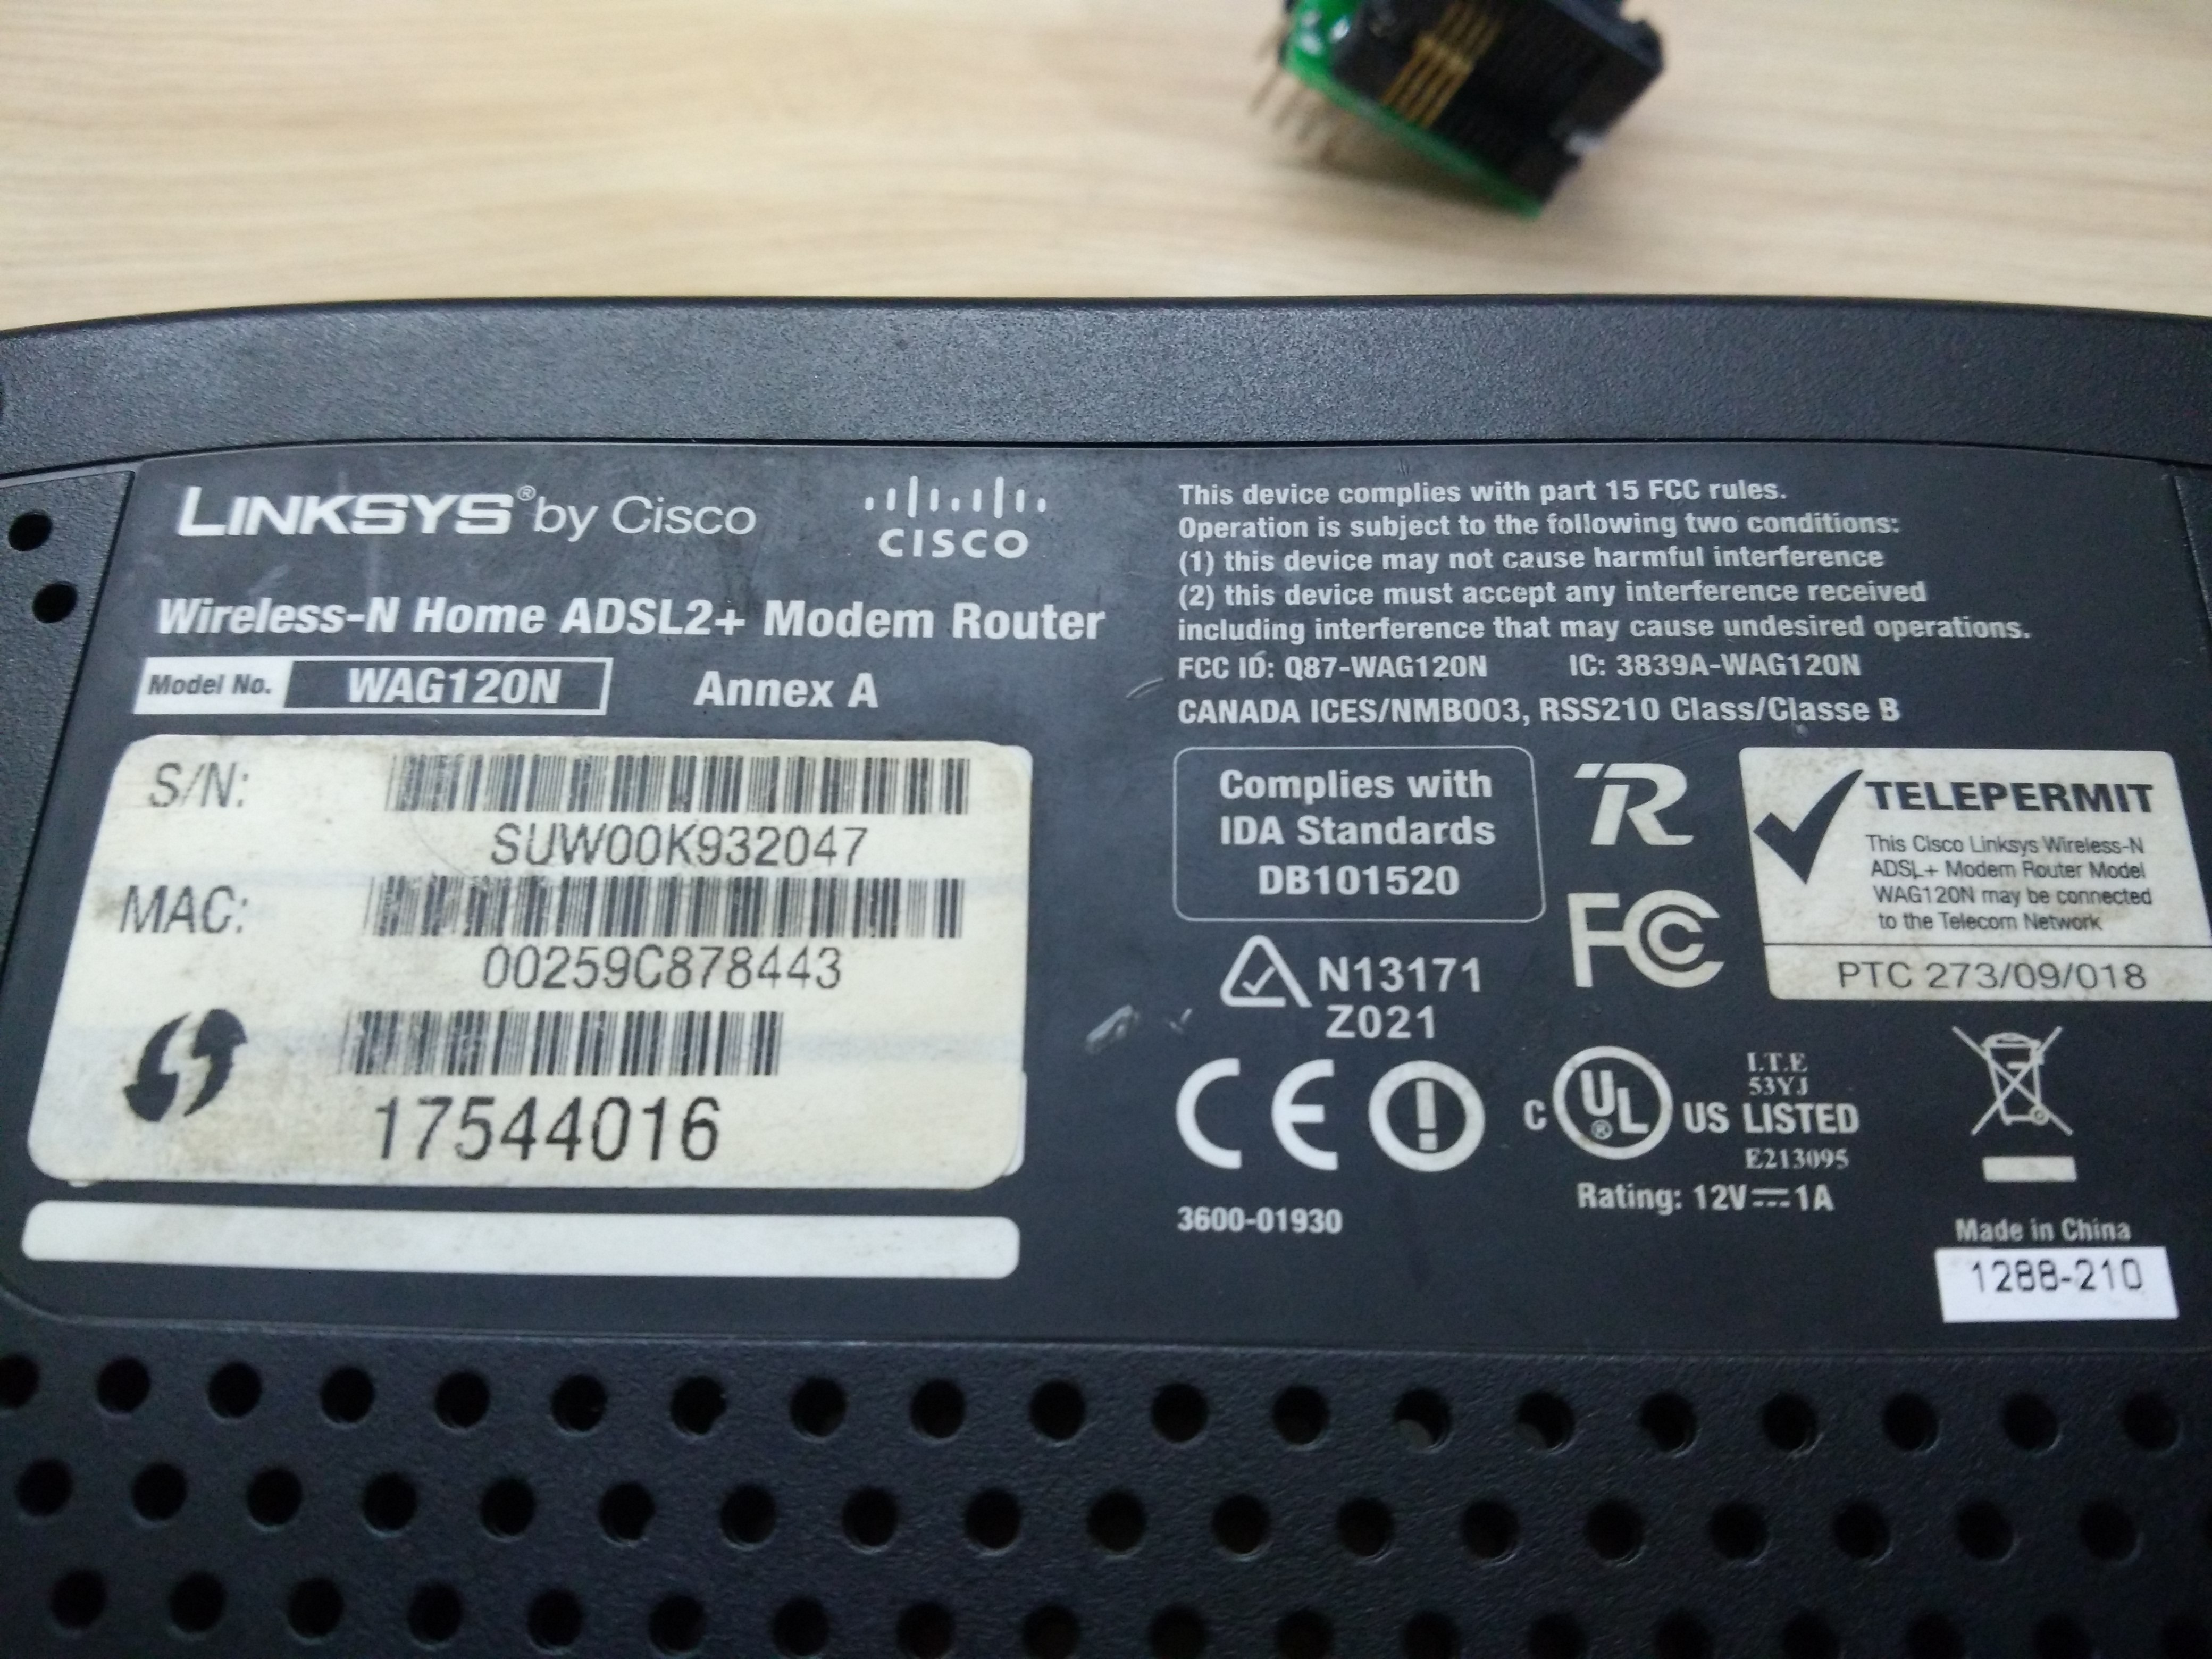 LINKSYS® by Cisco
CISCO
Wireless-N Home ADSL2+ Modem Router
Model No. WAG120N Annex A
S/N:
SUW00K932047
MAC:
00259C878443
17544016
This device complies with part 15 FCC rules.
Operation is subject to the following two conditions:
(1) this device may not cause harmful interference
(2) this device must accept any interference received
including interference that may cause undesired operations.
FCC ID: Q87-WAG120N IC: 3839A-WAG120N
CANADA ICES/NMB003, RSS210 Class/Classe B
Complies with
IDA Standards
DB101520
R
FC
TELEPERMIT
This Cisco Linksys Wireless-N
ADSL+ Modem Router Model
WAG120N may be connected
to the Telecom Network
PTC 273/09/018
N13171
Z021
CE
C UL® US LISTED
I.T.E
53YJ
E213095
Rating: 12V⎓1A
3600-01930
Made in China
1288-210